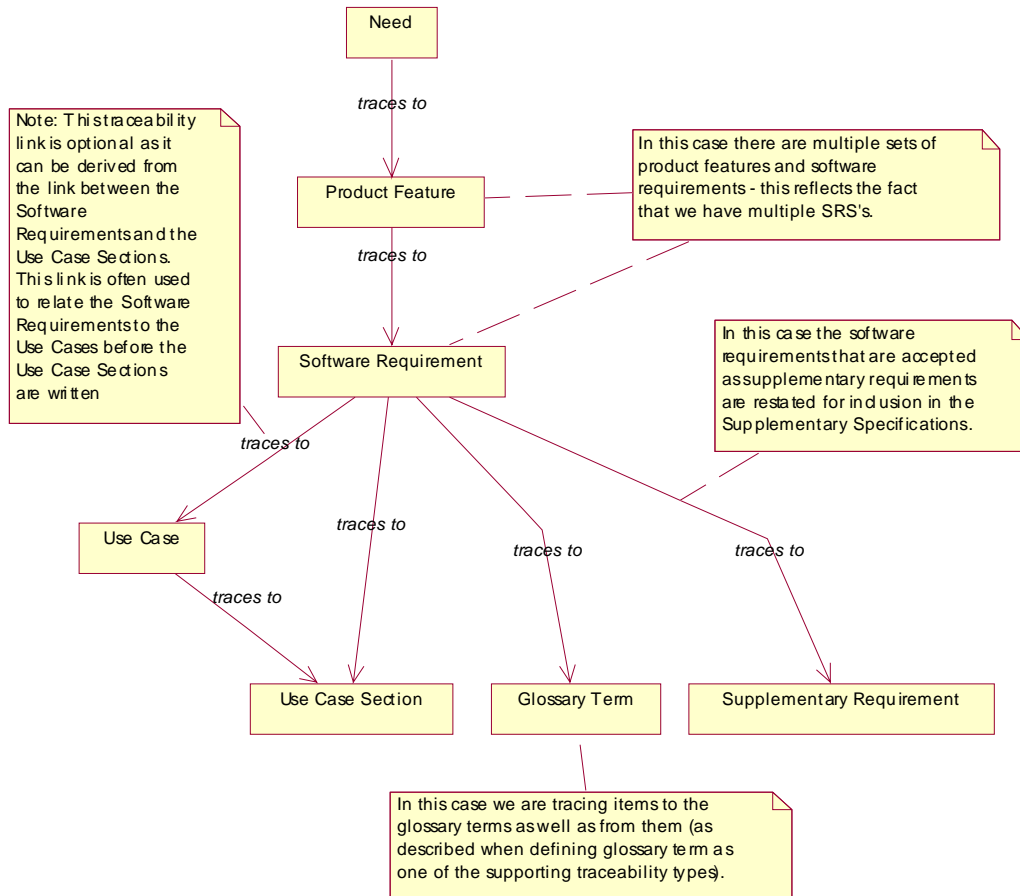 Need
traces to
Note: This traceability
link is optional as it
can be derived from
the link between the
Software
Requirements and the
Use Case Sections.
This link is often used
to relate the Software
Requirements to the
Use Cases before the
Use Case Sections
are written
In this case there are multiple sets of
product features and software
requirements - this reflects the fact
that we have multiple SRS's.
Product Feature
traces to
In this case the software
requirements that are accepted
as supplementary requirements
are restated for inclusion in the
Supplementary Specifications.
Software Requirement
traces to
traces to
traces to
traces to
Use Case
traces to
Use Case Section
Glossary Term
Supplementary Requirement
In this case we are tracing items to the
glossary terms as well as from them (as
described when defining glossary term as
one of the supporting traceability types).